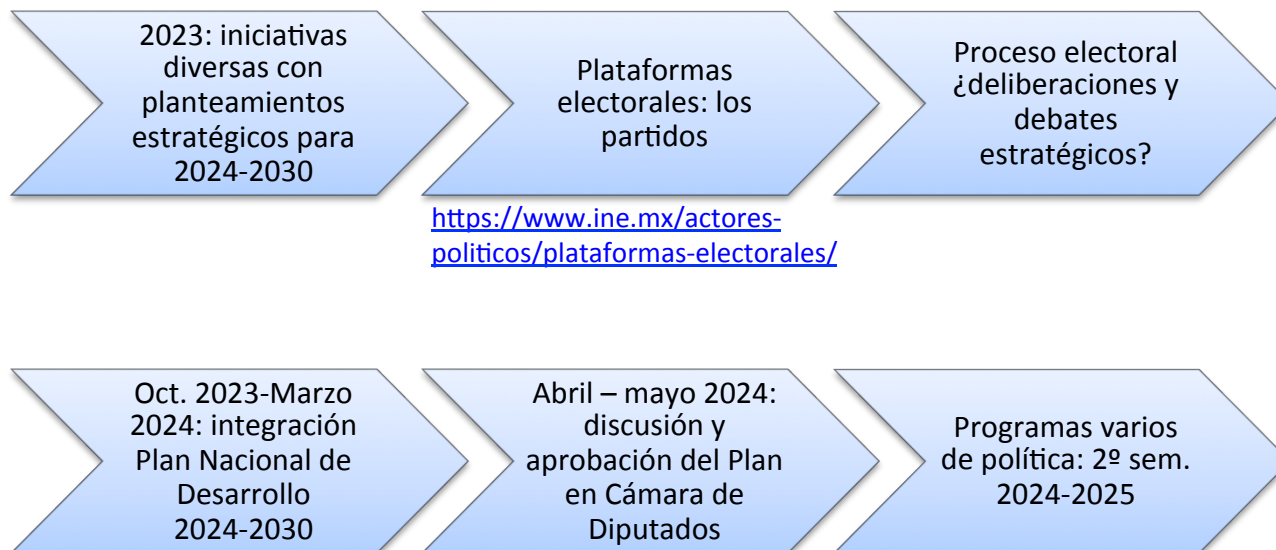 2023: iniciativas
diversas con
planteamientos
estratégicos para
2024-2030
Plataformas
electorales: los
partidos
Proceso electoral
¿deliberaciones y
debates
estratégicos?
https://www.ine.mx/actores-
politicos/plataformas-electorales/
Oct. 2023-Marzo
2024: integración
Plan Nacional de
Desarrollo
2024-2030
Abril – mayo 2024:
discusión y
aprobación del Plan
en Cámara de
Diputados
Programas varios
de política: 2º sem.
2024-2025